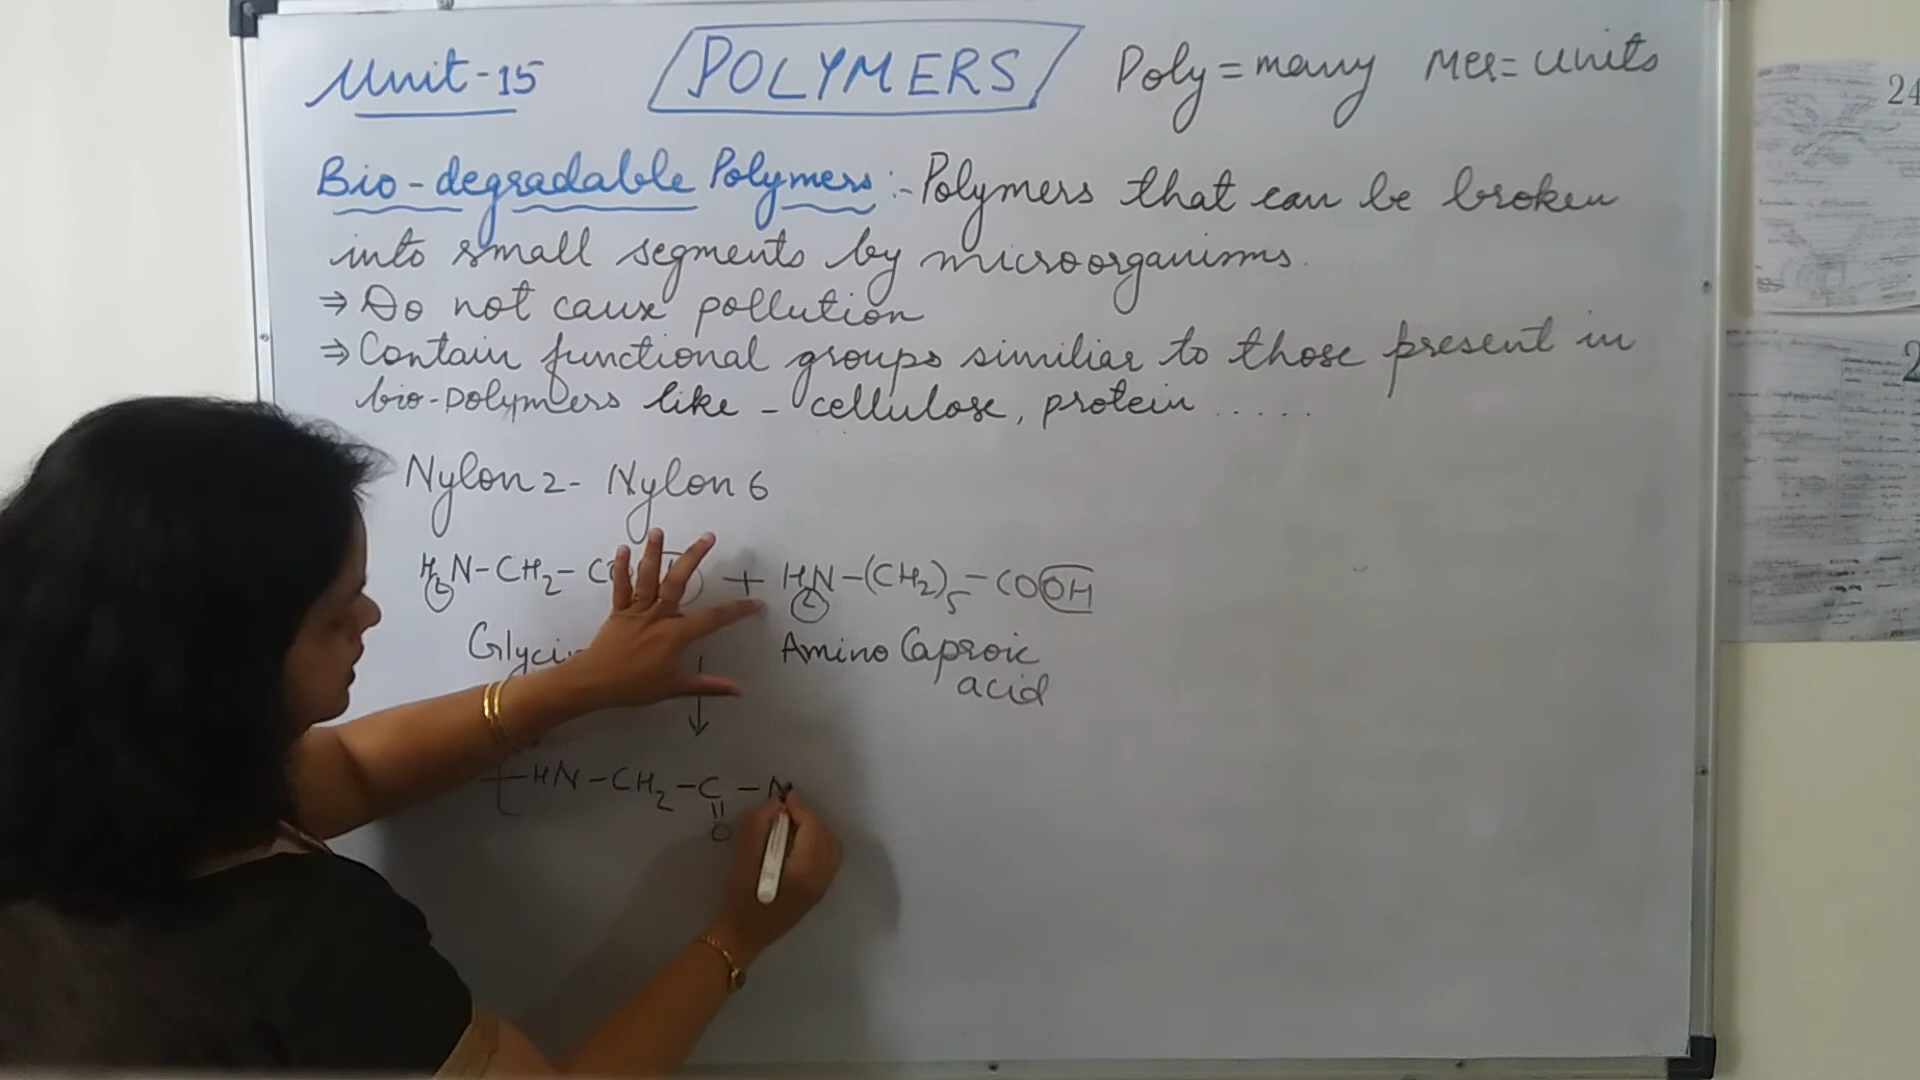 Unit-15 POLYMERS Poly=many Mer=units
Bio-degradable Polymers:-Polymers that can be broken
into small segments by microorganisms.
⇒ Do not cause pollution
⇒ Contain functional groups similiar to those present in
bio-polymers like - cellulose, protein .....
Nylon 2- Nylon 6
H2N-CH2-CO + H2N-(CH2)5-COOH
Amino Caproic
acid
HN-CH2-C-N
O
24